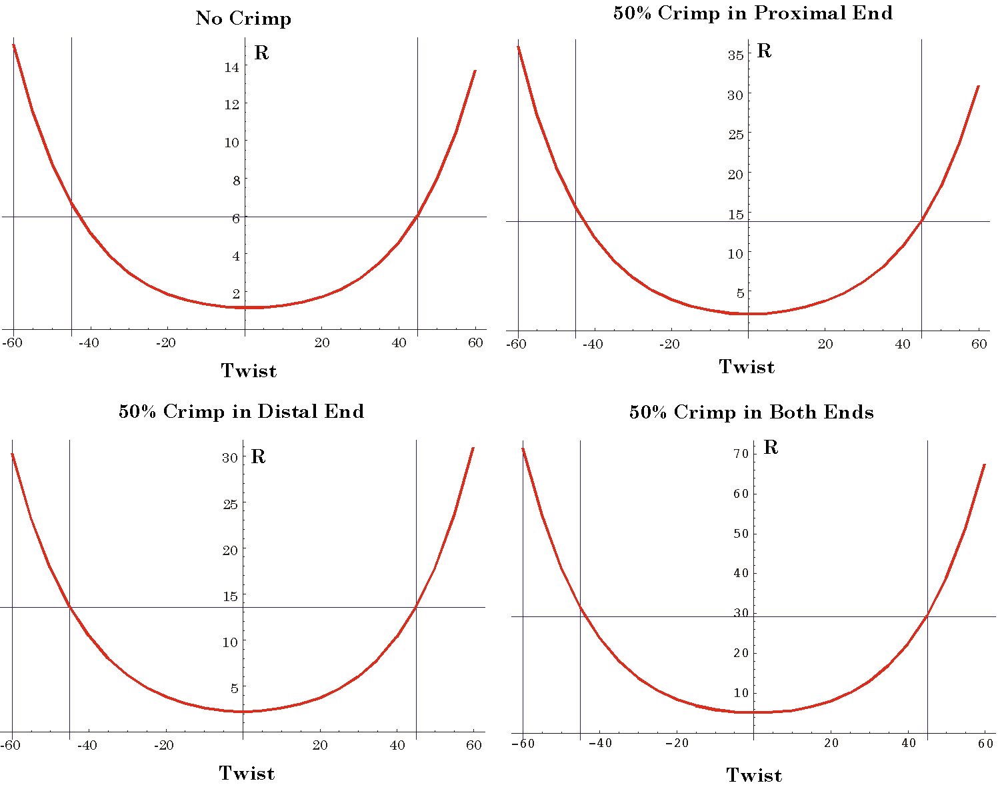 No Crimp
R
14
12
10
8
6
4
2
-60 -40 -20 20 40 60
Twist
50% Crimp in Proximal End
R
35
30
25
20
15
10
5
-60 -40 -20 20 40 60
Twist
50% Crimp in Distal End
R
30
25
20
15
10
5
-60 -40 -20 20 40 60
Twist
50% Crimp in Both Ends
R
70
60
50
40
30
20
10
-60 -40 -20 20 40 60
Twist